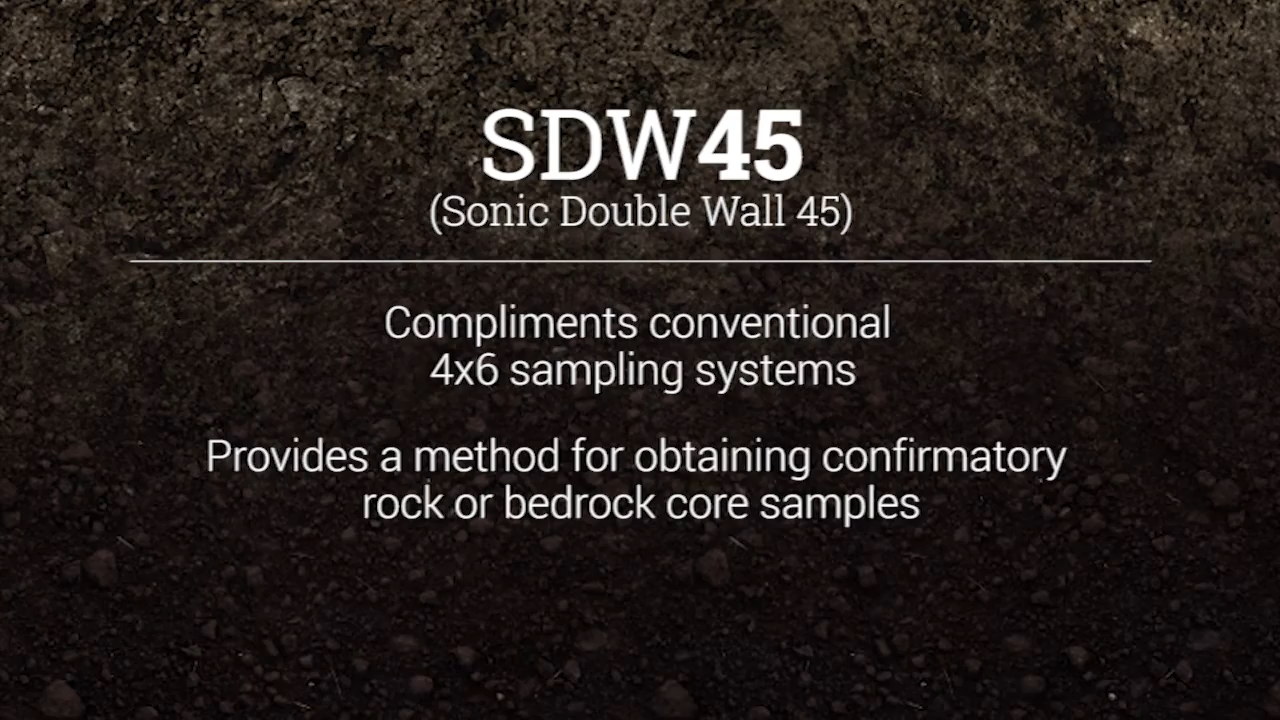 SDW45
(Sonic Double Wall 45)
Compliments conventional
4x6 sampling systems
Provides a method for obtaining confirmatory
rock or bedrock core samples